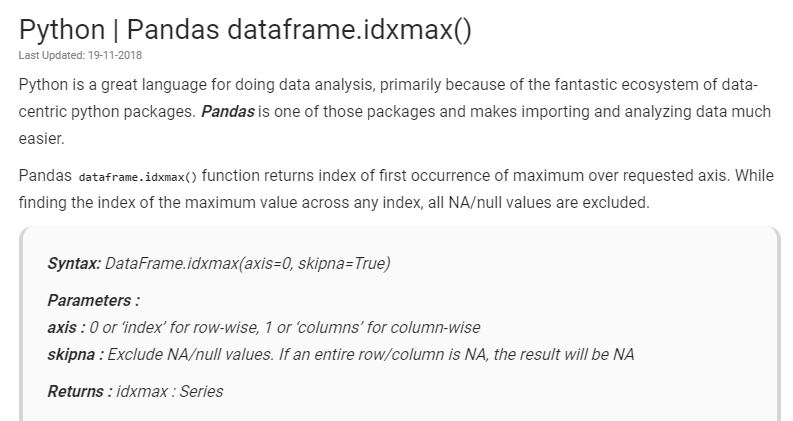 Python | Pandas dataframe.idxmax()
Last Updated: 19-11-2018
Python is a great language for doing data analysis, primarily because of the fantastic ecosystem of data-
centric python packages. Pandas is one of those packages and makes importing and analyzing data much
easier.
Pandas dataframe.idxmax() function returns index of first occurrence of maximum over requested axis. While
finding the index of the maximum value across any index, all NA/null values are excluded.
Syntax: DataFrame.idxmax(axis=0, skipna=True)
Parameters :
axis : 0 or ‘index’ for row-wise, 1 or ‘columns’ for column-wise
skipna : Exclude NA/null values. If an entire row/column is NA, the result will be NA
Returns : idxmax : Series